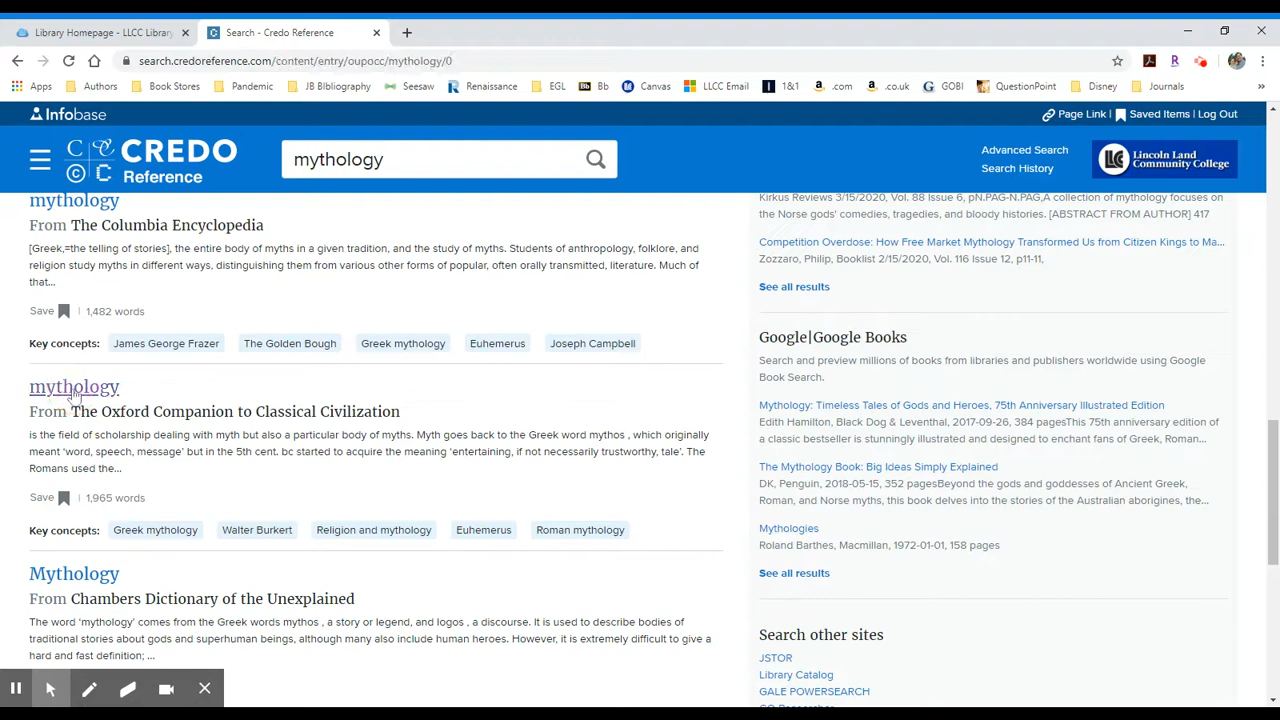 Library Homepage - LLCC Library
Search - Credo Reference
search.credoreference.com/content/entry/oupocc/mythology/0
Apps Authors Book Stores Pandemic JB BIbliography Seesaw Renaissance EGL Bb Bb Canvas LLCC Email 1&1 .com .co.uk GOBI QuestionPoint Disney Journals
Infobase
Page Link | Saved Items | Log Out
CREDO
Reference
mythology
Advanced Search
Search History
LLCC Lincoln Land
Community College
mythology
From The Columbia Encyclopedia
[Greek,=the telling of stories], the entire body of myths in a given tradition, and the study of myths. Students of anthropology, folklore, and
religion study myths in different ways, distinguishing them from various other forms of popular, often orally transmitted, literature. Much of
that...
Save | 1,482 words
Key concepts: James George Frazer The Golden Bough Greek mythology Euhemerus Joseph Campbell
mythology
From The Oxford Companion to Classical Civilization
is the field of scholarship dealing with myth but also a particular body of myths. Myth goes back to the Greek word mythos , which originally
meant ‘word, speech, message’ but in the 5th cent. bc started to acquire the meaning ‘entertaining, if not necessarily trustworthy, tale’. The
Romans used the...
Save | 1,965 words
Key concepts: Greek mythology Walter Burkert Religion and mythology Euhemerus Roman mythology
Mythology
From Chambers Dictionary of the Unexplained
The word ‘mythology’ comes from the Greek words mythos , a story or legend, and logos , a discourse. It is used to describe bodies of
traditional stories about gods and superhuman beings, although many also include human heroes. However, it is extremely difficult to give a
hard and fast definition; ...
Kirkus Reviews 3/15/2020, Vol. 88 Issue 6, pN.PAG-N.PAG,A collection of mythology focuses on
the Norse gods' comedies, tragedies, and bloody histories. [ABSTRACT FROM AUTHOR] 417
Competition Overdose: How Free Market Mythology Transformed Us from Citizen Kings to Ma...
Zozzaro, Philip, Booklist 2/15/2020, Vol. 116 Issue 12, p11-11,
See all results
Google|Google Books
Search and preview millions of books from libraries and publishers worldwide using Google
Book Search.
Mythology: Timeless Tales of Gods and Heroes, 75th Anniversary Illustrated Edition
Edith Hamilton, Black Dog & Leventhal, 2017-09-26, 384 pagesThis 75th anniversary edition of
a classic bestseller is stunningly illustrated and designed to enchant fans of Greek, Roman...
The Mythology Book: Big Ideas Simply Explained
DK, Penguin, 2018-05-15, 352 pagesBeyond the gods and goddesses of Ancient Greek,
Roman, and Norse myths, this book delves into the stories of the Australian aborigines, the...
Mythologies
Roland Barthes, Macmillan, 1972-01-01, 158 pages
See all results
Search other sites
JSTOR
Library Catalog
GALE POWERSEARCH